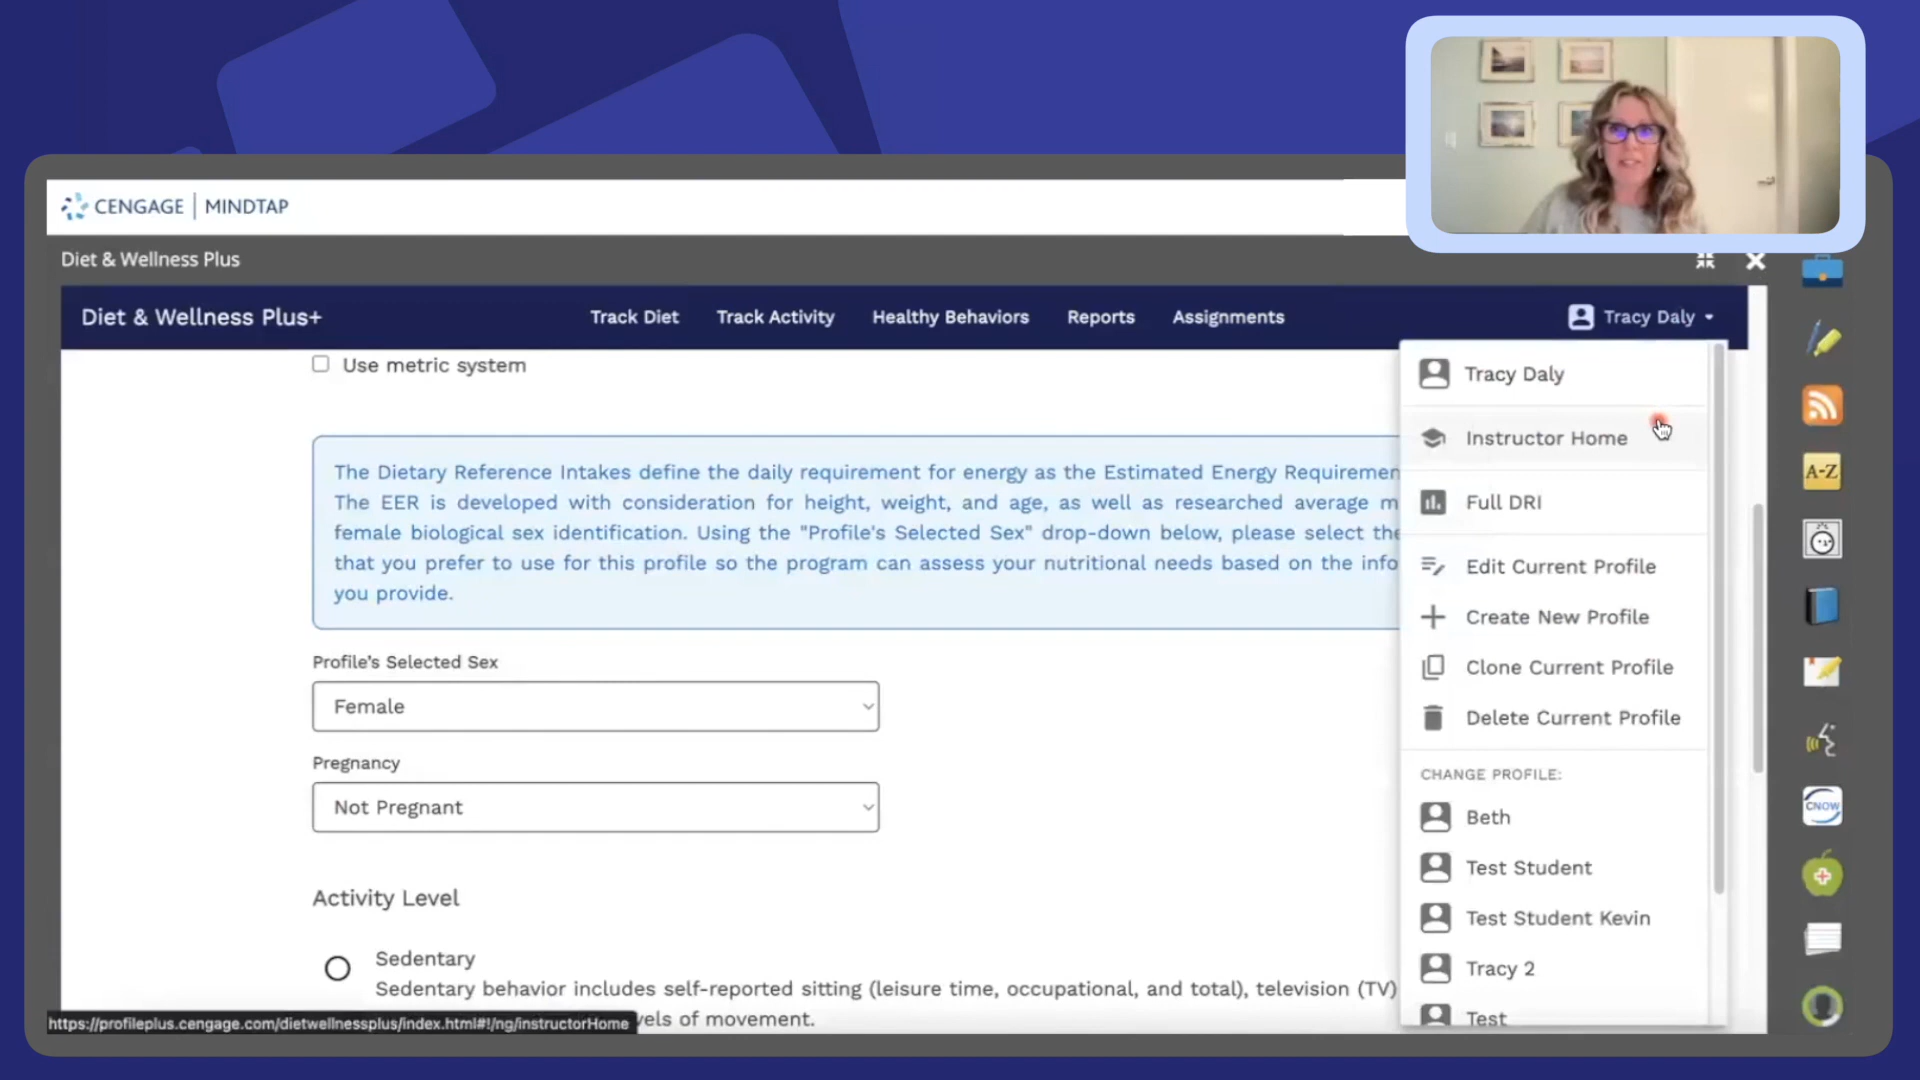 CENGAGE | MINDTAP
Diet & Wellness Plus
Diet & Wellness Plus+
Track Diet
Track Activity
Healthy Behaviors
Reports
Assignments
Tracy Daly
Use metric system
The Dietary Reference Intakes define the daily requirement for energy as the Estimated Energy Requiremen
The EER is developed with consideration for height, weight, and age, as well as researched average m
female biological sex identification. Using the "Profile's Selected Sex" drop-down below, please select the
that you prefer to use for this profile so the program can assess your nutritional needs based on the info
you provide.
Profile's Selected Sex
Female
Pregnancy
Not Pregnant
Activity Level
Sedentary
Sedentary behavior includes self-reported sitting (leisure time, occupational, and total), television (TV)
vels of movement.
https://profileplus.cengage.com/dietwellnessplus/index.html#!/ng/instructorHome
Tracy Daly
Instructor Home
Full DRI
Edit Current Profile
Create New Profile
Clone Current Profile
Delete Current Profile
CHANGE PROFILE:
Beth
Test Student
Test Student Kevin
Tracy 2
Test
A-Z
CNOW